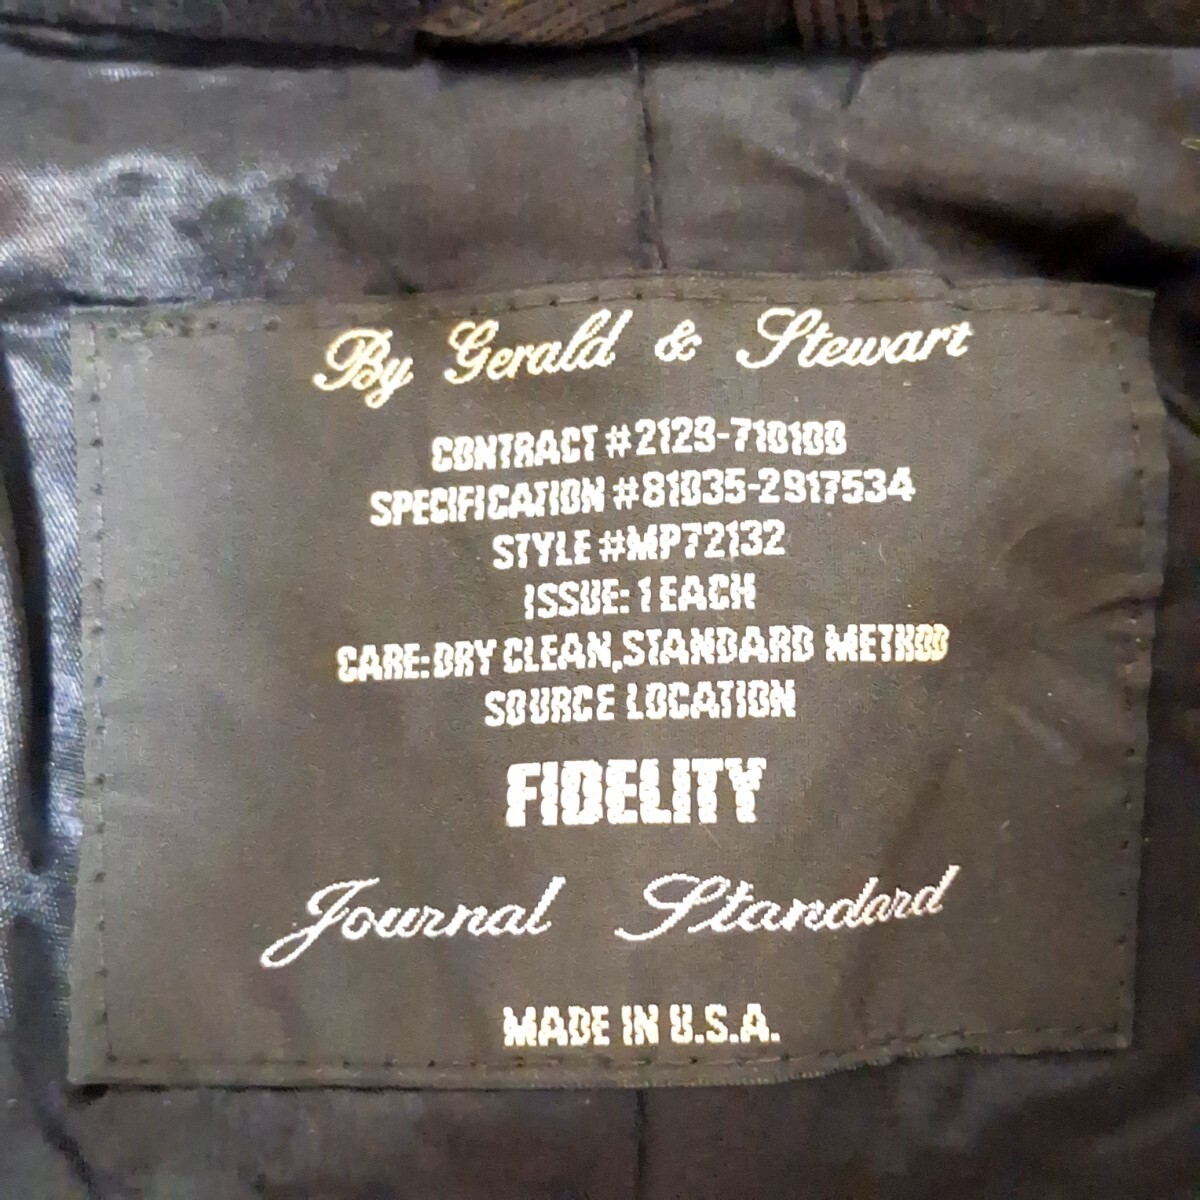 By Gerald & Stewart
CONTRACT #2129-710100
SPECIFICATION #81035-2917534
STYLE #MP72132
ISSUE: 1 EACH
CARE: DRY CLEAN, STANDARD METHOD
SOURCE LOCATION
FIDELITY
Journal Standard
MADE IN U.S.A.